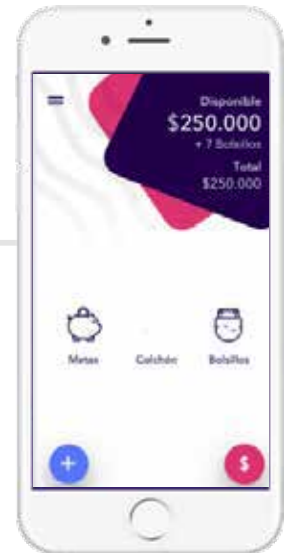 Disponible
$250.000
+ 7 Bolsillos
Total
$250.000
Metas Colchón Bolsillos
+ $